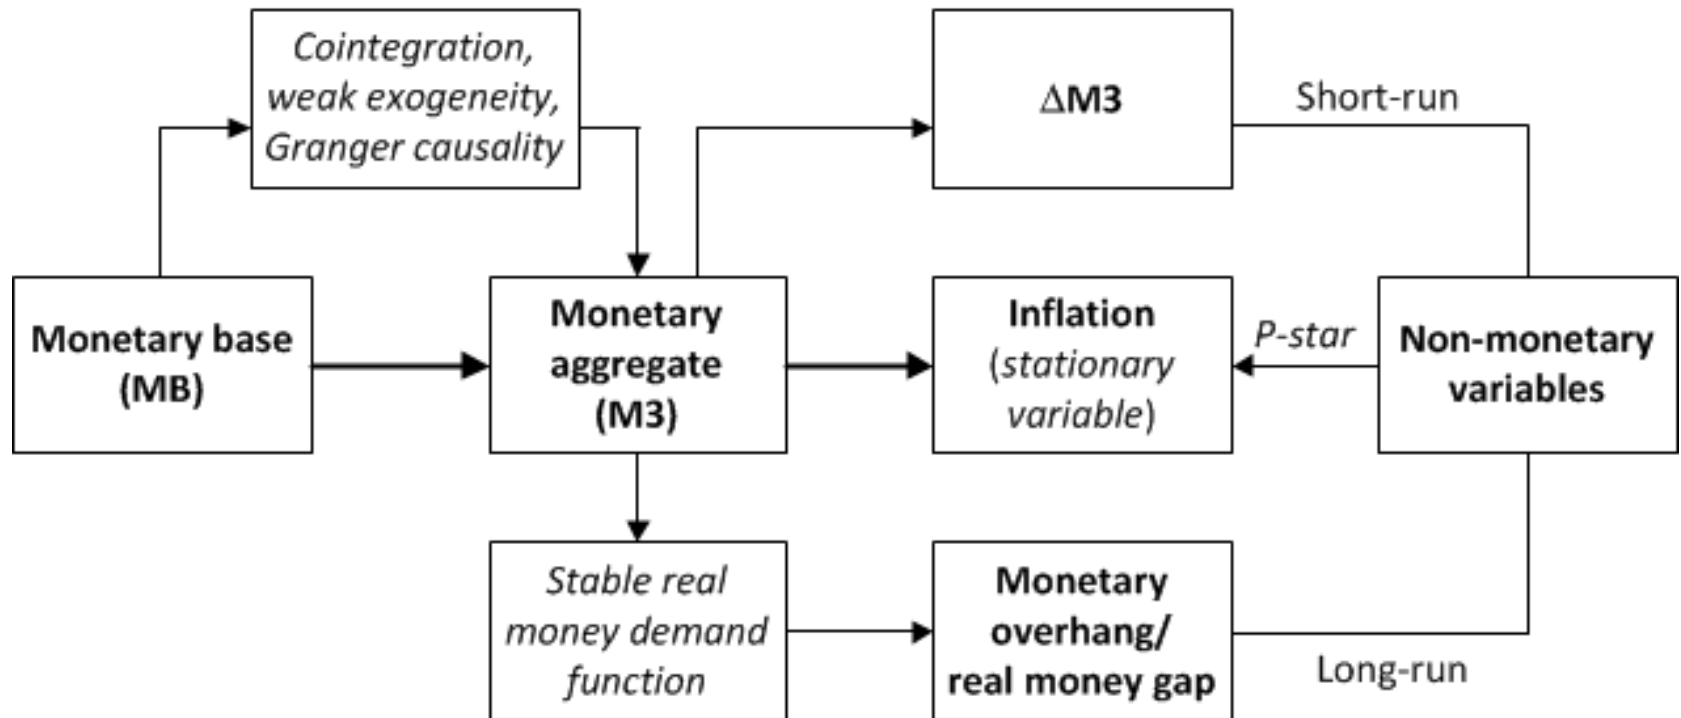 Cointegration,
weak exogeneity,
Granger causality
ΔM3
Short-run
Monetary base
(MB)
Monetary
aggregate
(M3)
Inflation
(stationary
variable)
P-star
Non-monetary
variables
Stable real
money demand
function
Monetary
overhang/
real money gap
Long-run